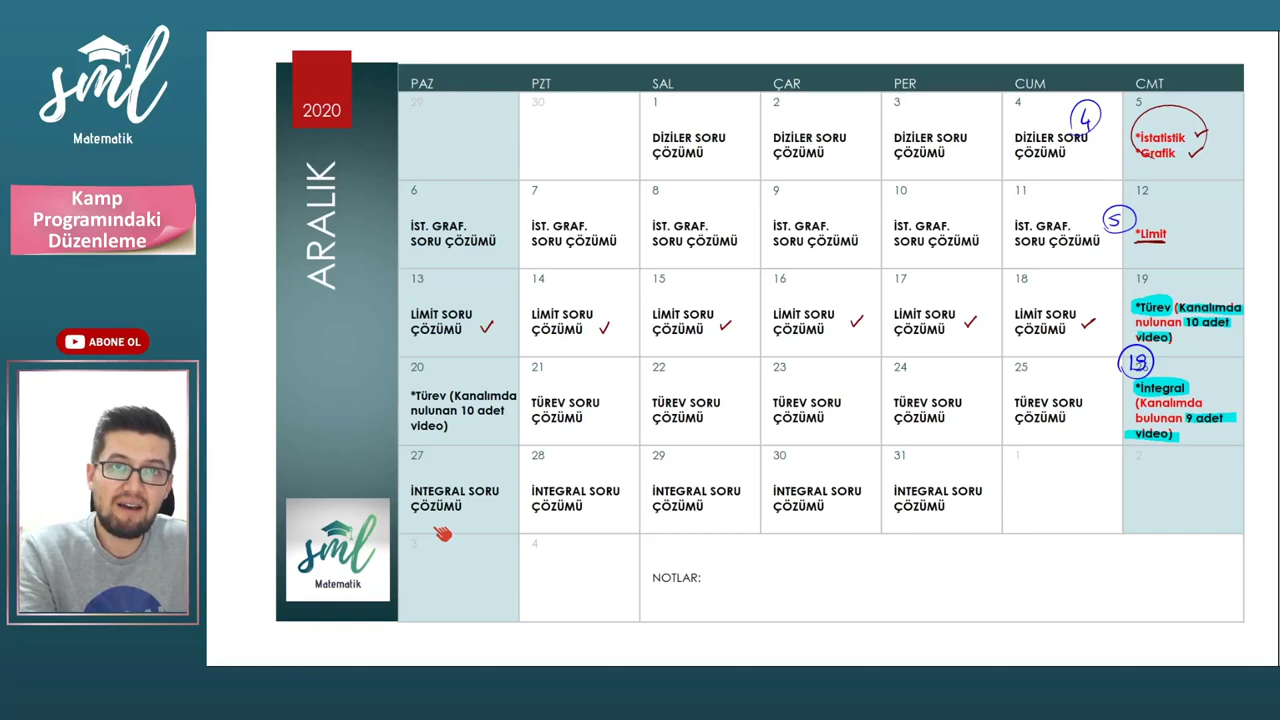 sml
Matematik
Kamp
Programındaki
Düzenleme
ABONE OL
2020
ARALIK
PAZ PZT SAL ÇAR PER CUM CMT
29 30 1 2 3 4 5
DİZİLER SORU ÇÖZÜMÜ
DİZİLER SORU ÇÖZÜMÜ
DİZİLER SORU ÇÖZÜMÜ
DİZİLER SORU ÇÖZÜMÜ
4
*İstatistik
*Grafik
6 7 8 9 10 11 12
İST. GRAF.
SORU ÇÖZÜMÜ
İST. GRAF.
SORU ÇÖZÜMÜ
İST. GRAF.
SORU ÇÖZÜMÜ
İST. GRAF.
SORU ÇÖZÜMÜ
İST. GRAF.
SORU ÇÖZÜMÜ
İST. GRAF.
SORU ÇÖZÜMÜ
5
*Limit
13 14 15 16 17 18 19
LİMİT SORU
ÇÖZÜMÜ
LİMİT SORU
ÇÖZÜMÜ
LİMİT SORU
ÇÖZÜMÜ
LİMİT SORU
ÇÖZÜMÜ
LİMİT SORU
ÇÖZÜMÜ
LİMİT SORU
ÇÖZÜMÜ
*Türev (Kanalımda
nulunan 10 adet
video)
20 21 22 23 24 25
*Türev (Kanalımda
nulunan 10 adet
video)
TÜREV SORU
ÇÖZÜMÜ
TÜREV SORU
ÇÖZÜMÜ
TÜREV SORU
ÇÖZÜMÜ
TÜREV SORU
ÇÖZÜMÜ
TÜREV SORU
ÇÖZÜMÜ
*İntegral
(Kanalımda
bulunan 9 adet
video)
27 28 29 30 31 1 2
İNTEGRAL SORU
ÇÖZÜMÜ
İNTEGRAL SORU
ÇÖZÜMÜ
İNTEGRAL SORU
ÇÖZÜMÜ
İNTEGRAL SORU
ÇÖZÜMÜ
İNTEGRAL SORU
ÇÖZÜMÜ
3 4
NOTLAR:
sml
Matematik